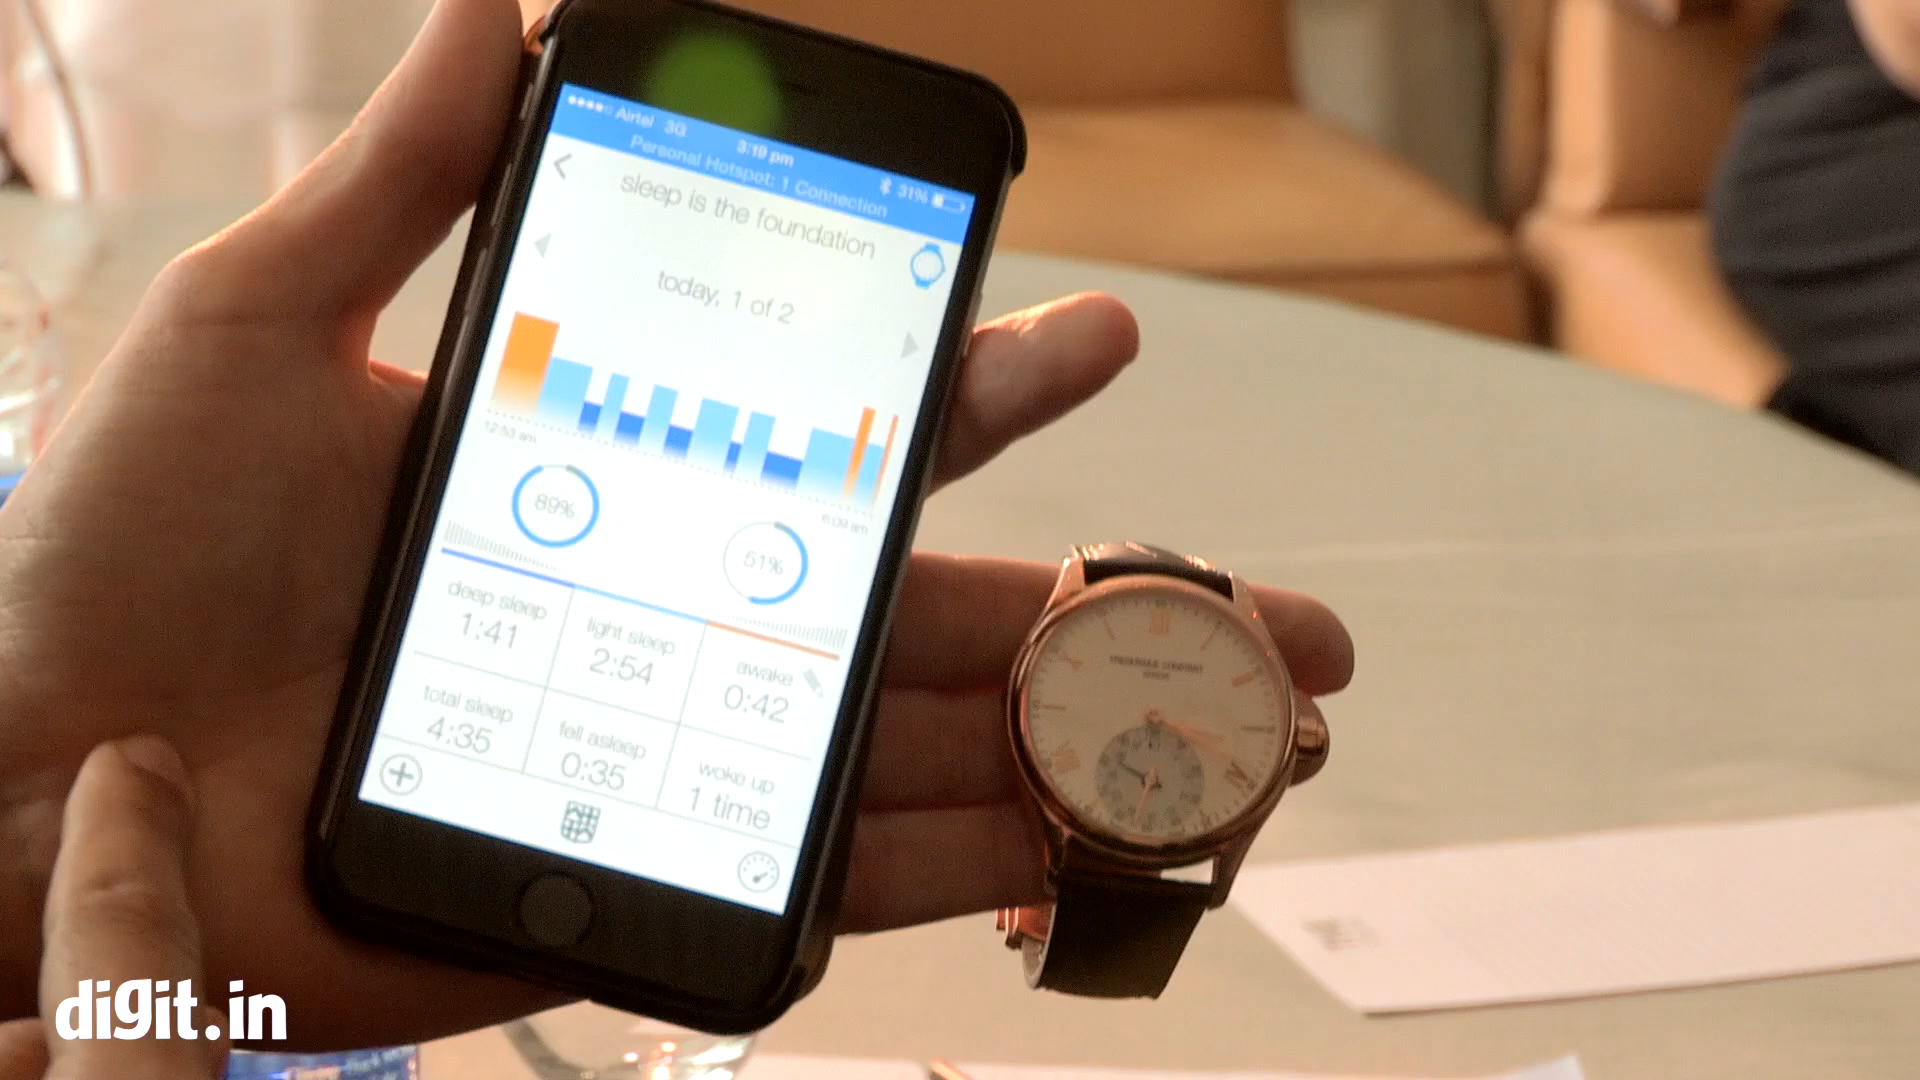 Airtel 3G
3:19 pm
31%
Personal Hotspot: 1 Connection
sleep is the foundation
today, 1 of 2
12:53 am
6:09 am
89%
51%
deep sleep
1:41
light sleep
2:54
awake
0:42
total sleep
4:35
fell asleep
0:35
woke up
1 time
digit.in